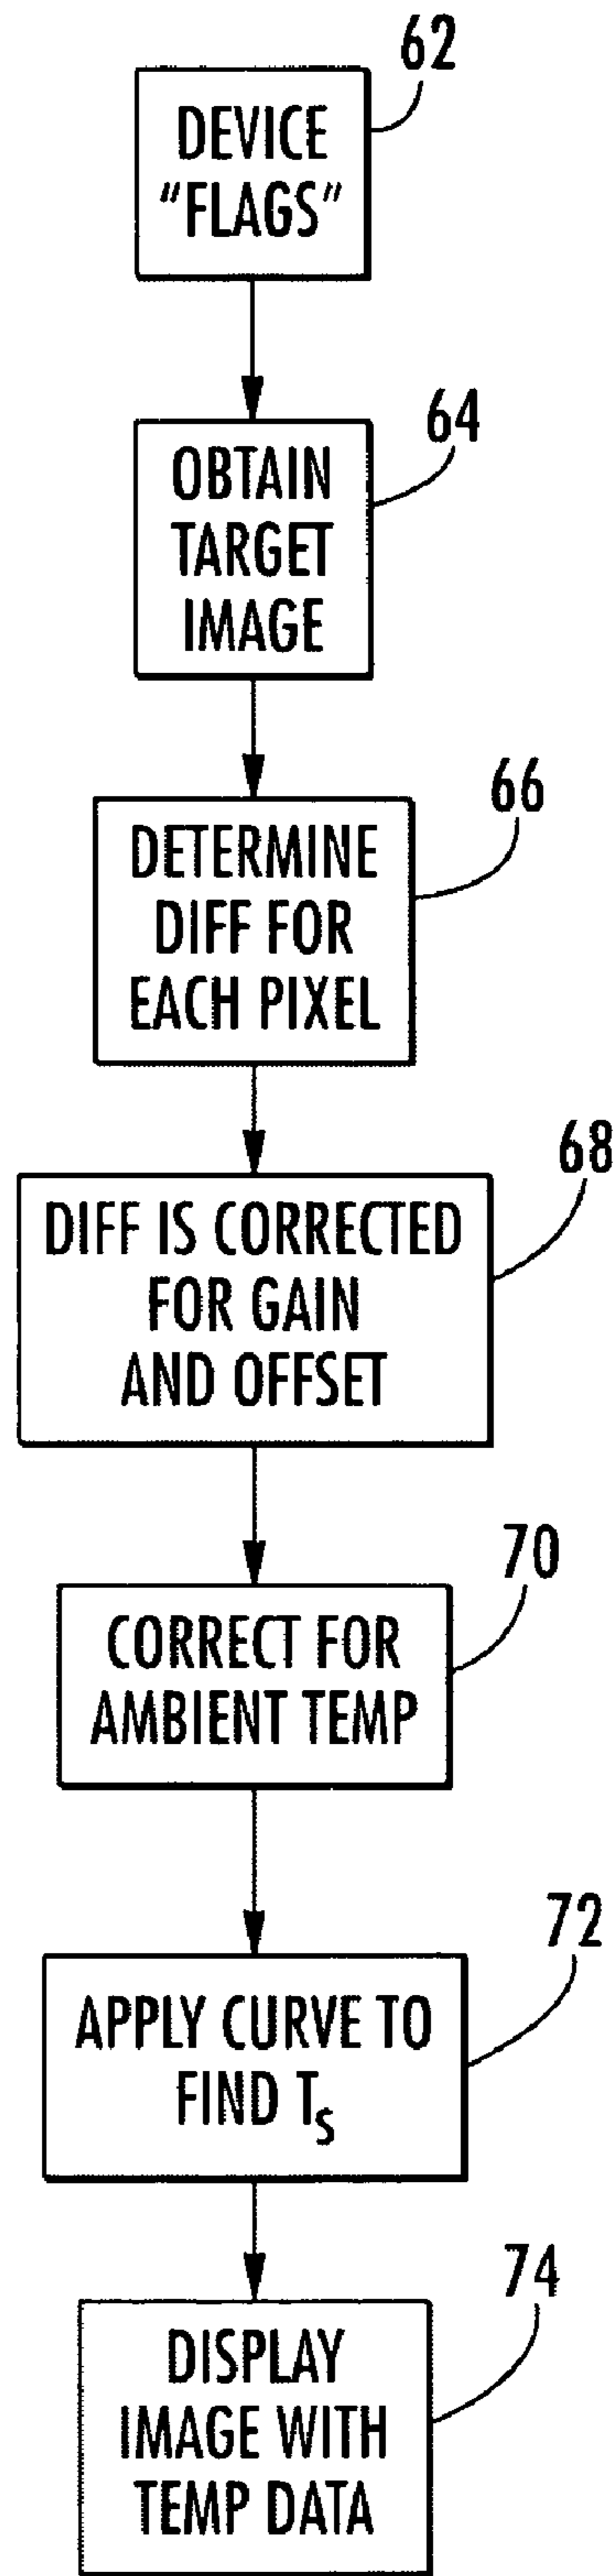 62
DEVICE
“FLAGS”
64
OBTAIN
TARGET
IMAGE
66
DETERMINE
DIFF FOR
EACH PIXEL
68
DIFF IS CORRECTED
FOR GAIN
AND OFFSET
70
CORRECT FOR
AMBIENT TEMP
72
APPLY CURVE TO
FIND TS
74
DISPLAY
IMAGE WITH
TEMP DATA